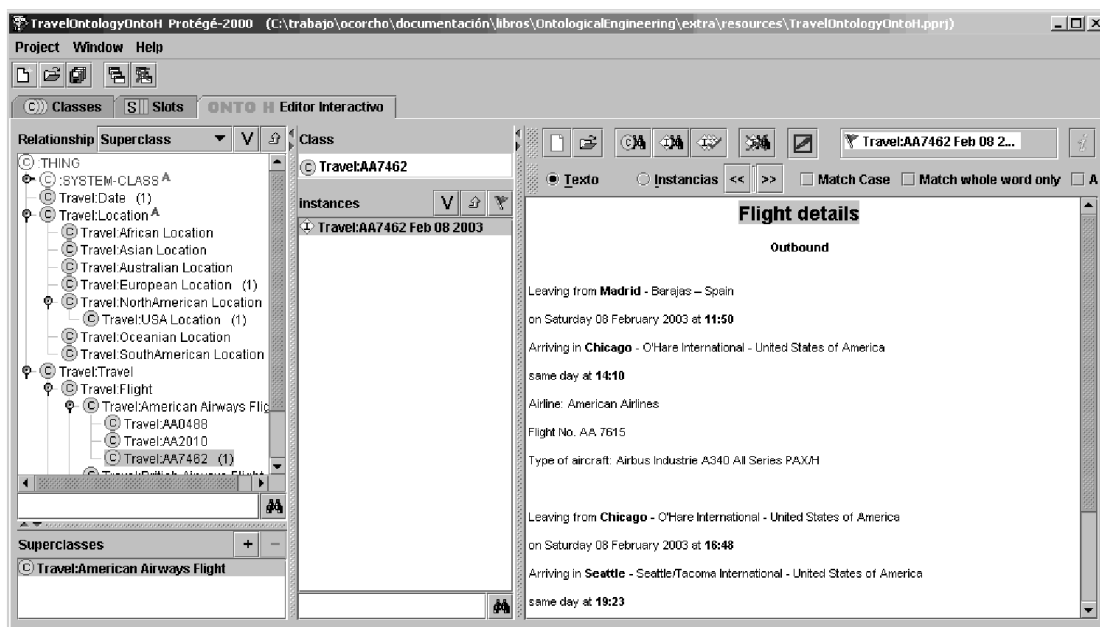 TravelOntologyOntoH Protégé-2000 (C:\trabajo\ocorcho\documentación\libros\OntologicalEngineering\extra\resources\TravelOntologyOntoH.pprj)
Project Window Help
C Classes S Slots ONTO H Editor Interactivo
Relationship Superclass V
C :THING
C :SYSTEM-CLASS A
C Travel:Date (1)
C Travel:Location A
C Travel:African Location
C Travel:Asian Location
C Travel:Australian Location
C Travel:European Location (1)
C Travel:NorthAmerican Location
C Travel:USA Location (1)
C Travel:Oceanian Location
C Travel:SouthAmerican Location
C Travel:Travel
C Travel:Flight
C Travel:American Airways Flig
C Travel:AA0488
C Travel:AA2010
C Travel:AA7462 (1)
Superclasses + −
C Travel:American Airways Flight
Class
C Travel:AA7462
instances V
I Travel:AA7462 Feb 08 2003
Travel:AA7462 Feb 08 2...
Texto Instancias << >> Match Case Match whole word only A
Flight details
Outbound
Leaving from Madrid - Barajas – Spain
on Saturday 08 February 2003 at 11:50
Arriving in Chicago - O'Hare International - United States of America
same day at 14:10
Airline: American Airlines
Flight No. AA 7615
Type of aircraft: Airbus Industrie A340 All Series PAX/H
Leaving from Chicago - O'Hare International - United States of America
on Saturday 08 February 2003 at 16:48
Arriving in Seattle - Seattle/Tacoma International - United States of America
same day at 19:23